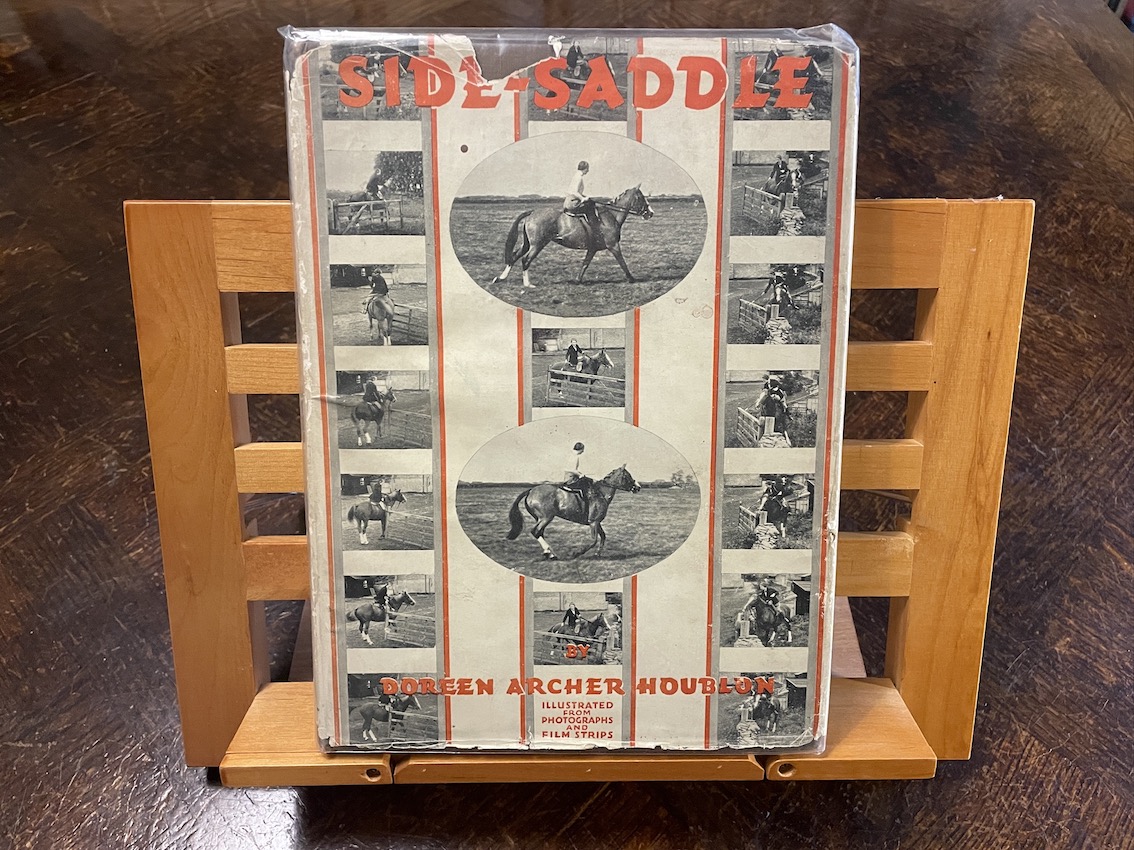 SIDE-SADDLE
BY
DOREEN ARCHER HOUBLON
ILLUSTRATED
FROM
PHOTOGRAPHS
AND
FILM STRIPS